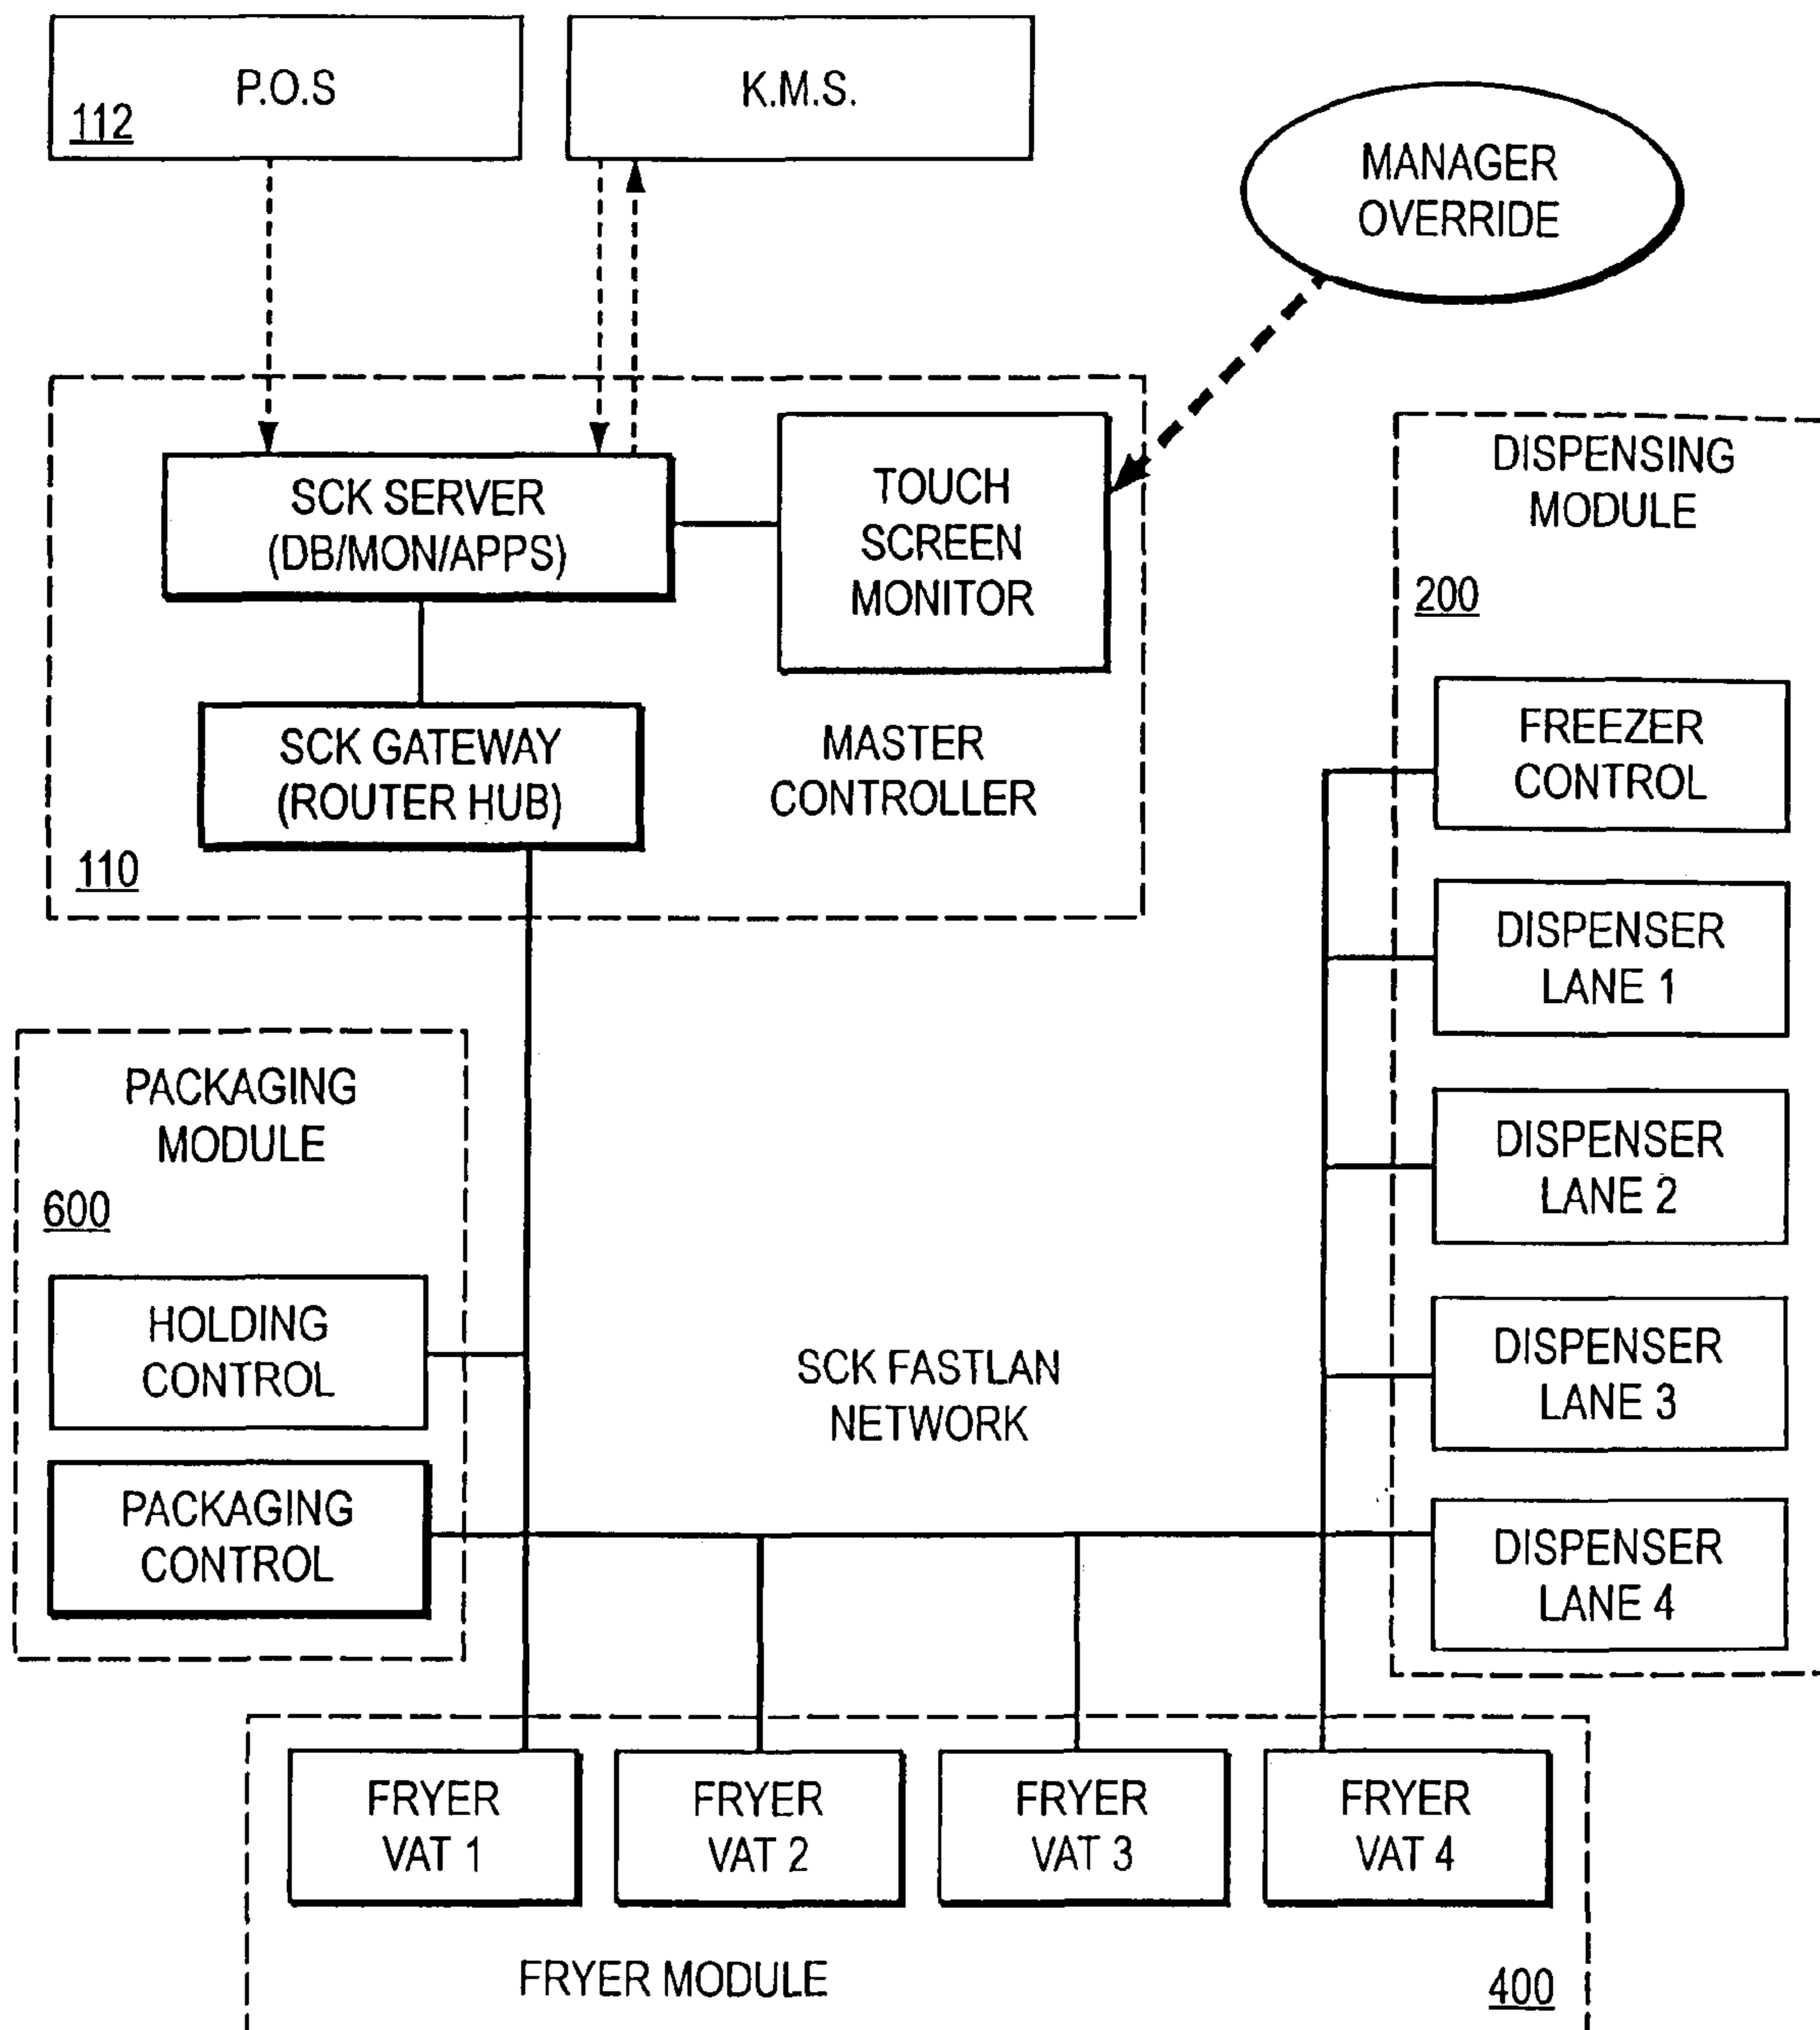 P.O.S
112
K.M.S.
MANAGER
OVERRIDE
SCK SERVER
(DB/MON/APPS)
TOUCH
SCREEN
MONITOR
SCK GATEWAY
(ROUTER HUB)
MASTER
CONTROLLER
110
DISPENSING
MODULE
200
FREEZER
CONTROL
DISPENSER
LANE 1
DISPENSER
LANE 2
DISPENSER
LANE 3
DISPENSER
LANE 4
PACKAGING
MODULE
600
HOLDING
CONTROL
PACKAGING
CONTROL
SCK FASTLAN
NETWORK
FRYER
VAT 1
FRYER
VAT 2
FRYER
VAT 3
FRYER
VAT 4
FRYER MODULE
400